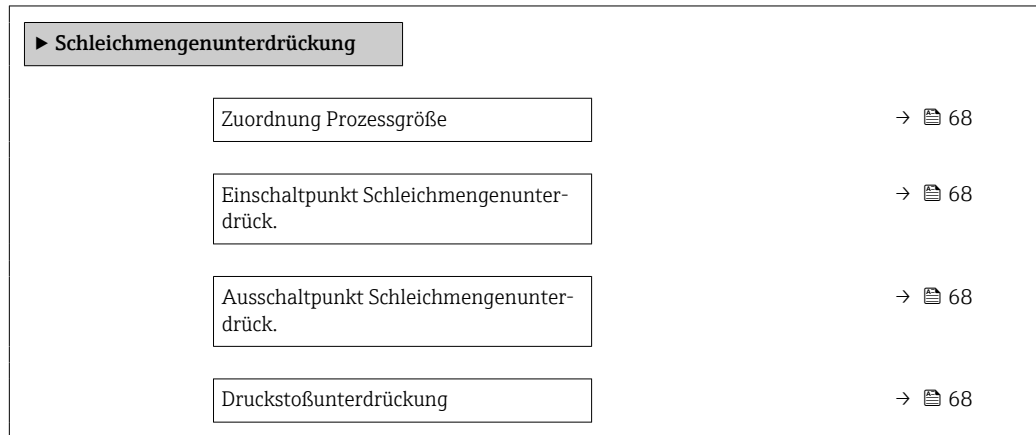 ▶ Schleichmengenunterdrückung
Zuordnung Prozessgröße → 68
Einschaltpunkt Schleichmengenunter-
drück. → 68
Ausschaltpunkt Schleichmengenunter-
drück. → 68
Druckstoßunterdrückung → 68